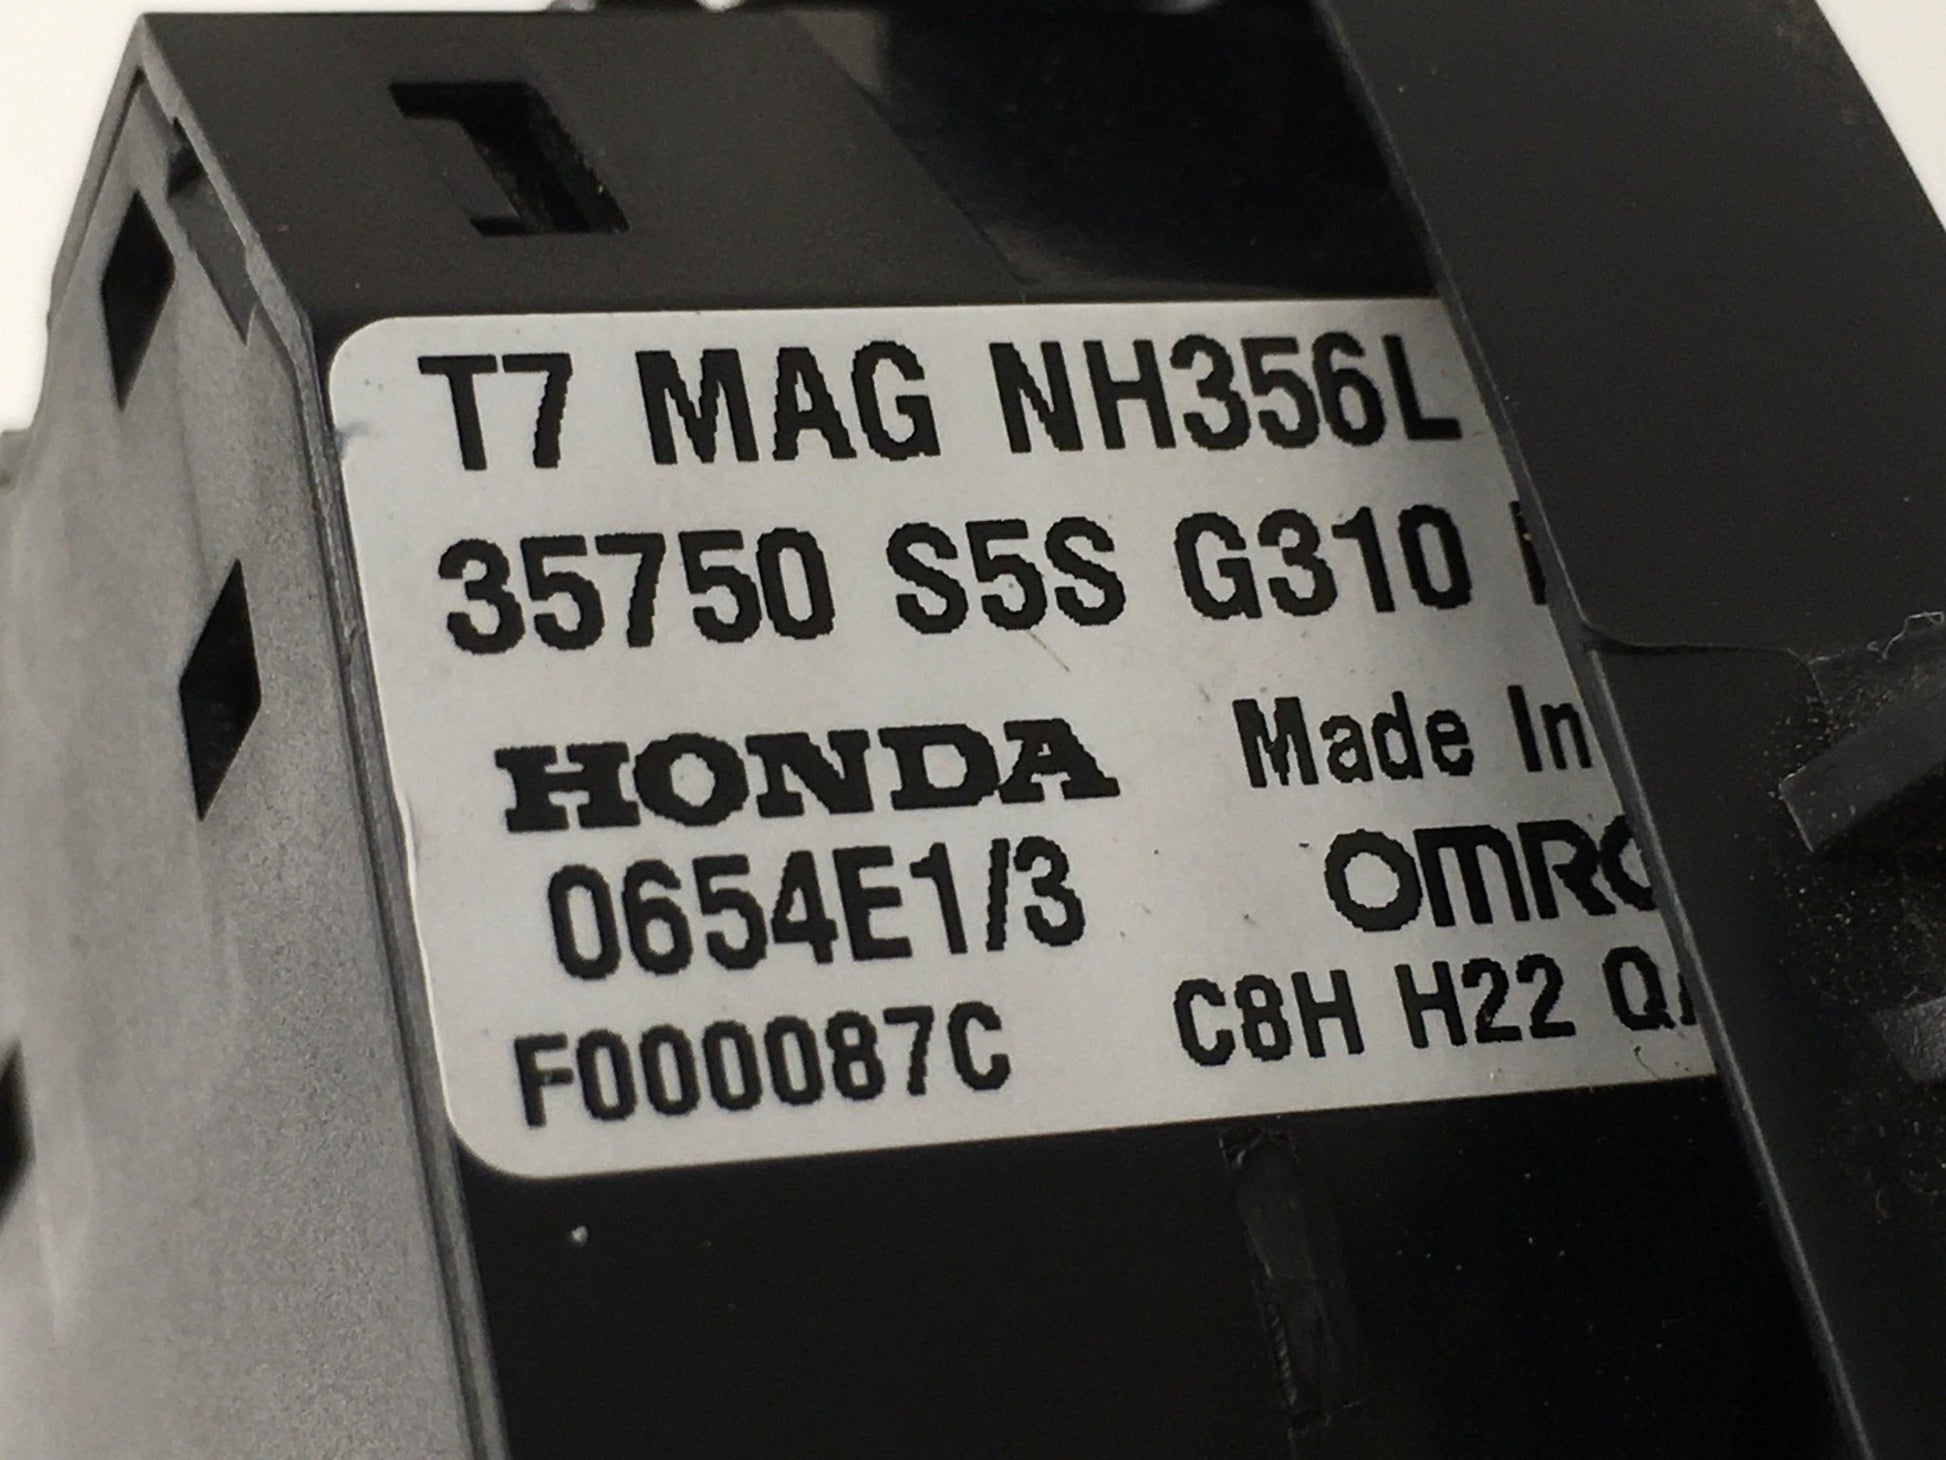 T7 MAG NH356L
35750 S5S G310
HONDA Made In
0654E1/3
F000087C C8H H22